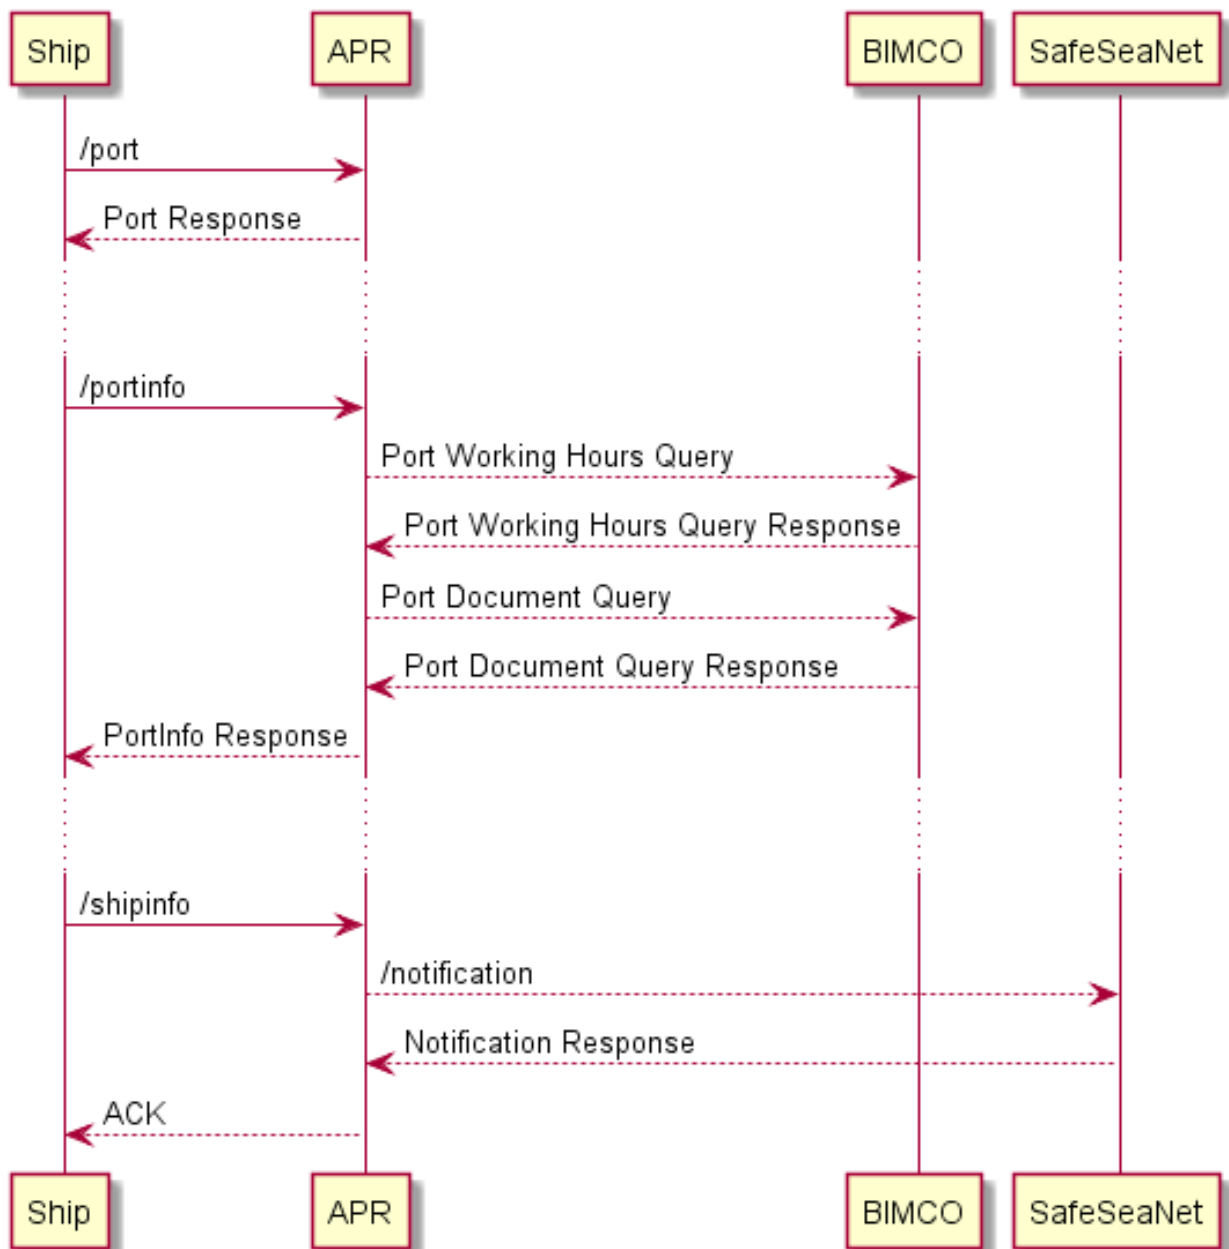 Ship
APR
BIMCO
SafeSeaNet
/port
Port Response
/portinfo
Port Working Hours Query
Port Working Hours Query Response
Port Document Query
Port Document Query Response
PortInfo Response
/shipinfo
/notification
Notification Response
ACK
Ship
APR
BIMCO
SafeSeaNet